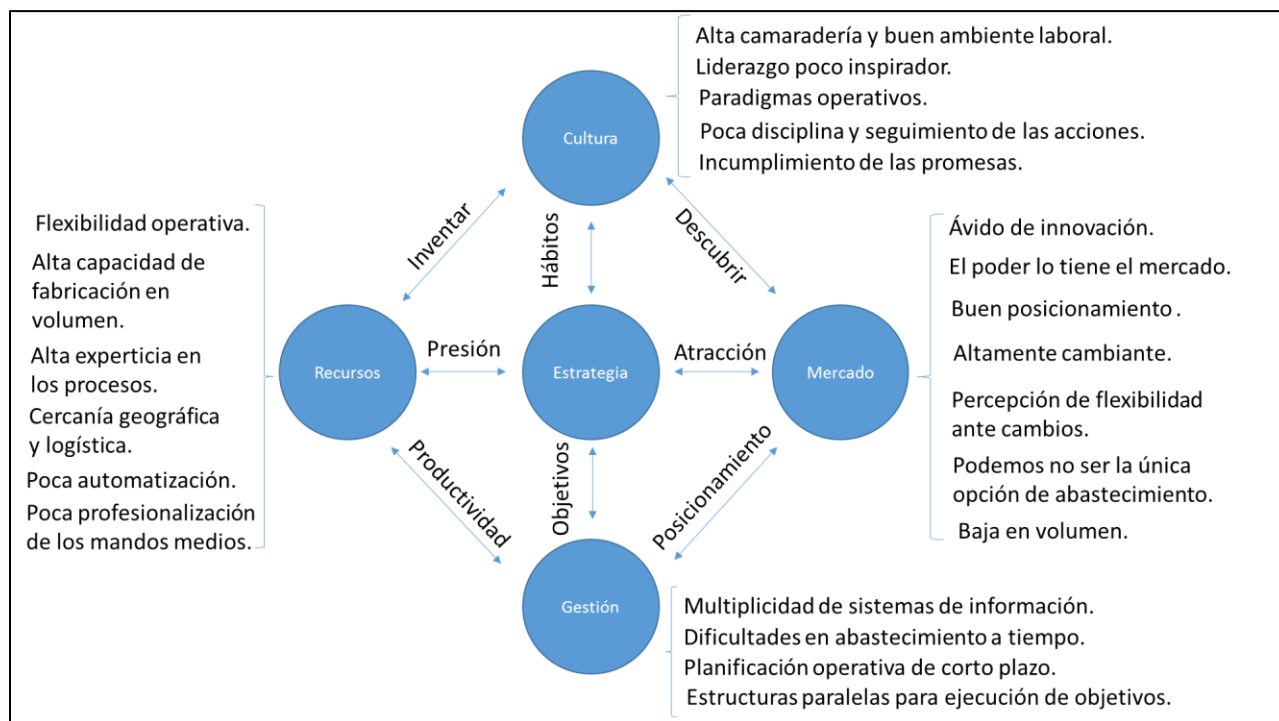 Alta camaradería y buen ambiente laboral.
Liderazgo poco inspirador.
Paradigmas operativos.
Poca disciplina y seguimiento de las acciones.
Incumplimiento de las promesas.
Cultura
Inventar
Hábitos
Descubrir
Flexibilidad operativa.
Alta capacidad de
fabricación en
volumen.
Alta experticia en
los procesos.
Cercanía geográfica
y logística.
Poca automatización.
Poca profesionalización
de los mandos medios.
Recursos
Presión
Estrategia
Atracción
Mercado
Ávido de innovación.
El poder lo tiene el mercado.
Buen posicionamiento .
Altamente cambiante.
Percepción de flexibilidad
ante cambios.
Podemos no ser la única
opción de abastecimiento.
Baja en volumen.
Productividad
Objetivos
Posicionamiento
Gestión
Multiplicidad de sistemas de información.
Dificultades en abastecimiento a tiempo.
Planificación operativa de corto plazo.
Estructuras paralelas para ejecución de objetivos.